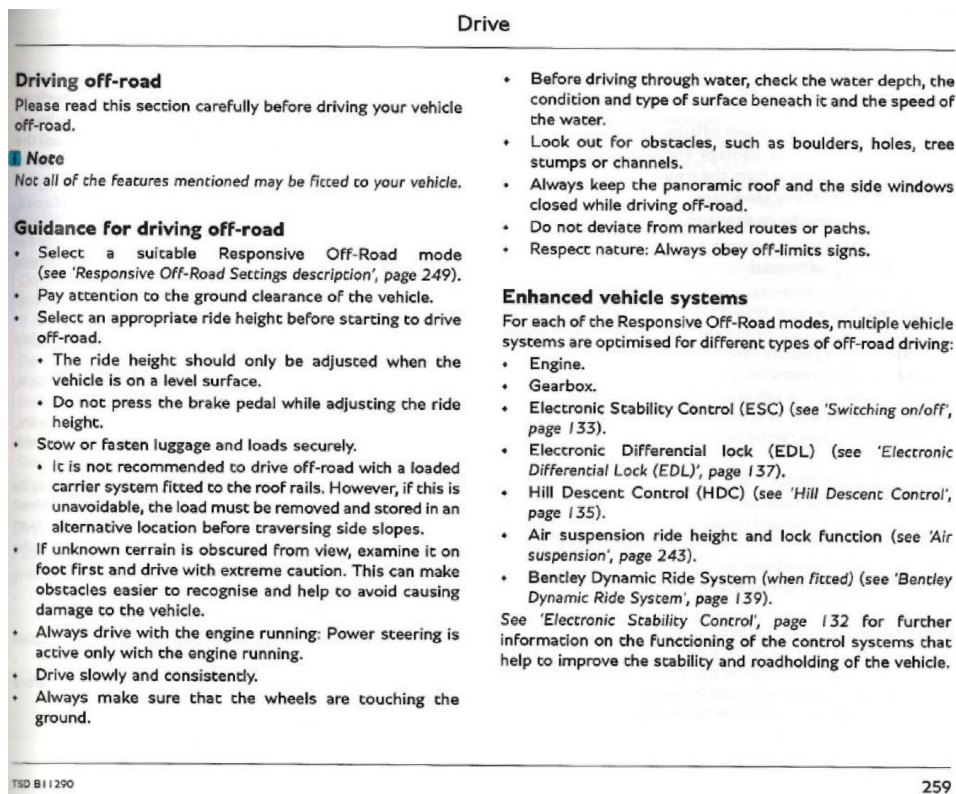 Drive
Driving off-road
Please read this section carefully before driving your vehicle
off-road.
i Note
Not all of the features mentioned may be fitted to your vehicle.
Guidance for driving off-road
• Select a suitable Responsive Off-Road mode
(see 'Responsive Off-Road Settings description', page 249).
• Pay attention to the ground clearance of the vehicle.
• Select an appropriate ride height before starting to drive
off-road.
• The ride height should only be adjusted when the
vehicle is on a level surface.
• Do not press the brake pedal while adjusting the ride
height.
• Stow or fasten luggage and loads securely.
• It is not recommended to drive off-road with a loaded
carrier system fitted to the roof rails. However, if this is
unavoidable, the load must be removed and stored in an
alternative location before traversing side slopes.
• If unknown terrain is obscured from view, examine it on
foot first and drive with extreme caution. This can make
obstacles easier to recognise and help to avoid causing
damage to the vehicle.
• Always drive with the engine running: Power steering is
active only with the engine running.
• Drive slowly and consistently.
• Always make sure that the wheels are touching the
ground.
• Before driving through water, check the water depth, the
condition and type of surface beneath it and the speed of
the water.
• Look out for obstacles, such as boulders, holes, tree
stumps or channels.
• Always keep the panoramic roof and the side windows
closed while driving off-road.
• Do not deviate from marked routes or paths.
• Respect nature: Always obey off-limits signs.
Enhanced vehicle systems
For each of the Responsive Off-Road modes, multiple vehicle
systems are optimised for different types of off-road driving:
• Engine.
• Gearbox.
• Electronic Stability Control (ESC) (see 'Switching on/off',
page 133).
• Electronic Differential lock (EDL) (see 'Electronic
Differential Lock (EDL)', page 137).
• Hill Descent Control (HDC) (see 'Hill Descent Control',
page 135).
• Air suspension ride height and lock function (see 'Air
suspension', page 243).
• Bentley Dynamic Ride System (when fitted) (see 'Bentley
Dynamic Ride System', page 139).
See 'Electronic Stability Control', page 132 for further
information on the functioning of the control systems that
help to improve the stability and roadholding of the vehicle.
TSD B11290
259